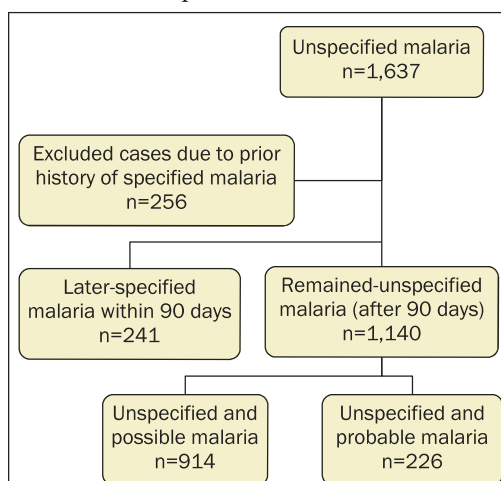 Unspecified malaria
n=1,637
Excluded cases due to prior
history of specified malaria
n=256
Later-specified
malaria within 90 days
n=241
Remained-unspecified
malaria (after 90 days)
n=1,140
Unspecified and
possible malaria
n=914
Unspecified and
probable malaria
n=226